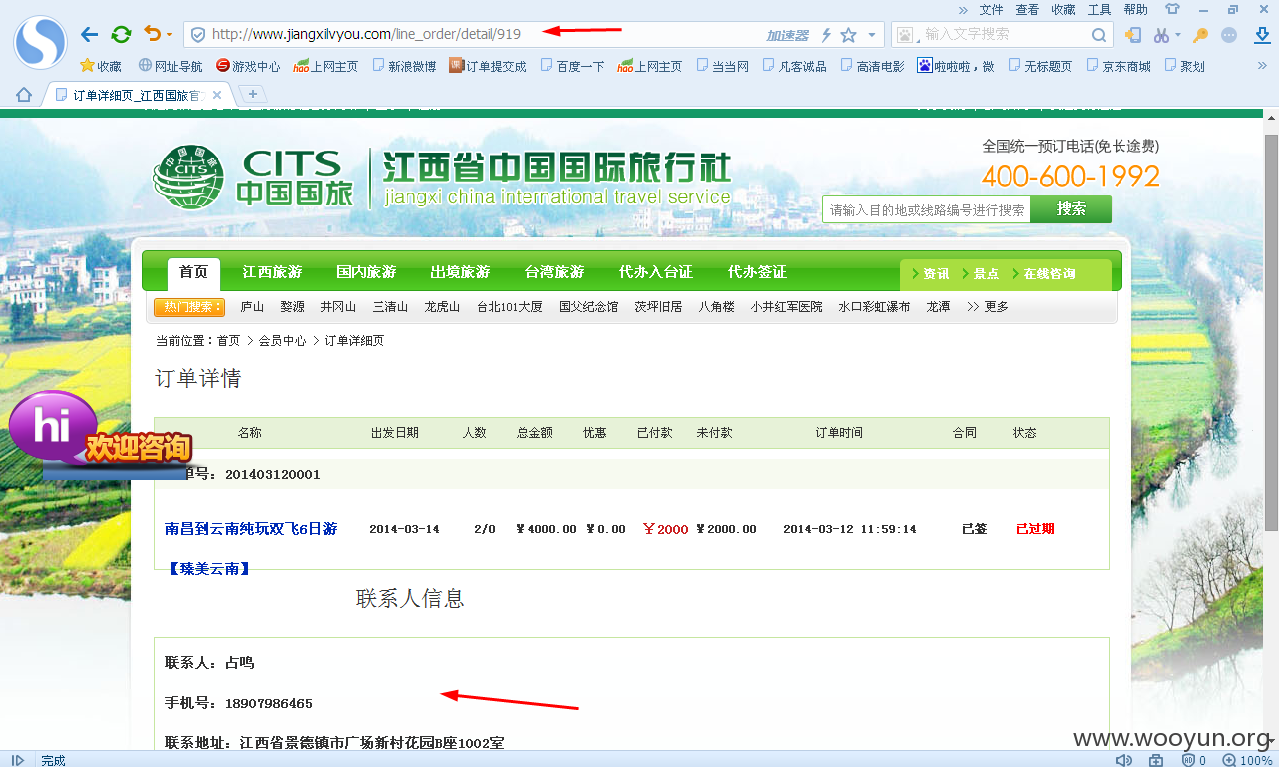 » 文件 查看 收藏 工具 帮助
http://www.jiangxilvyou.com/line_order/detail/919 加速器 输入文字搜索
收藏 网址导航 游戏中心 上网主页 新浪微博 订单提交成 百度一下 上网主页 当当网 凡客诚品 高清电影 啦啦啦，微 无标题页 京东商城 聚划 »
订单详细页_江西国旅官
CITS 中国国旅 江西省中国国际旅行社
jiangxi china international travel service
全国统一预订电话(免长途费)
400-600-1992
请输入目的地或线路编号进行搜索 搜索
首页 江西旅游 国内旅游 出境旅游 台湾旅游 代办入台证 代办签证 资讯 景点 在线咨询
热门搜索： 庐山 婺源 井冈山 三清山 龙虎山 台北101大厦 国父纪念馆 茨坪旧居 八角楼 小井红军医院 水口彩虹瀑布 龙潭 >> 更多
当前位置：首页 > 会员中心 > 订单详细页
订单详情
hi 欢迎咨询
名称 出发日期 人数 总金额 优惠 已付款 未付款 订单时间 合同 状态
单号：201403120001
南昌到云南纯玩双飞6日游 2014-03-14 2/0 ¥4000.00 ¥0.00 ¥2000 ¥2000.00 2014-03-12 11:59:14 已签 已过期
【臻美云南】
联系人信息
联系人：占鸣
手机号：18907986465
联系地址：江西省景德镇市广场新村花园B座1002室
www.wooyun.org
完成 0 100%